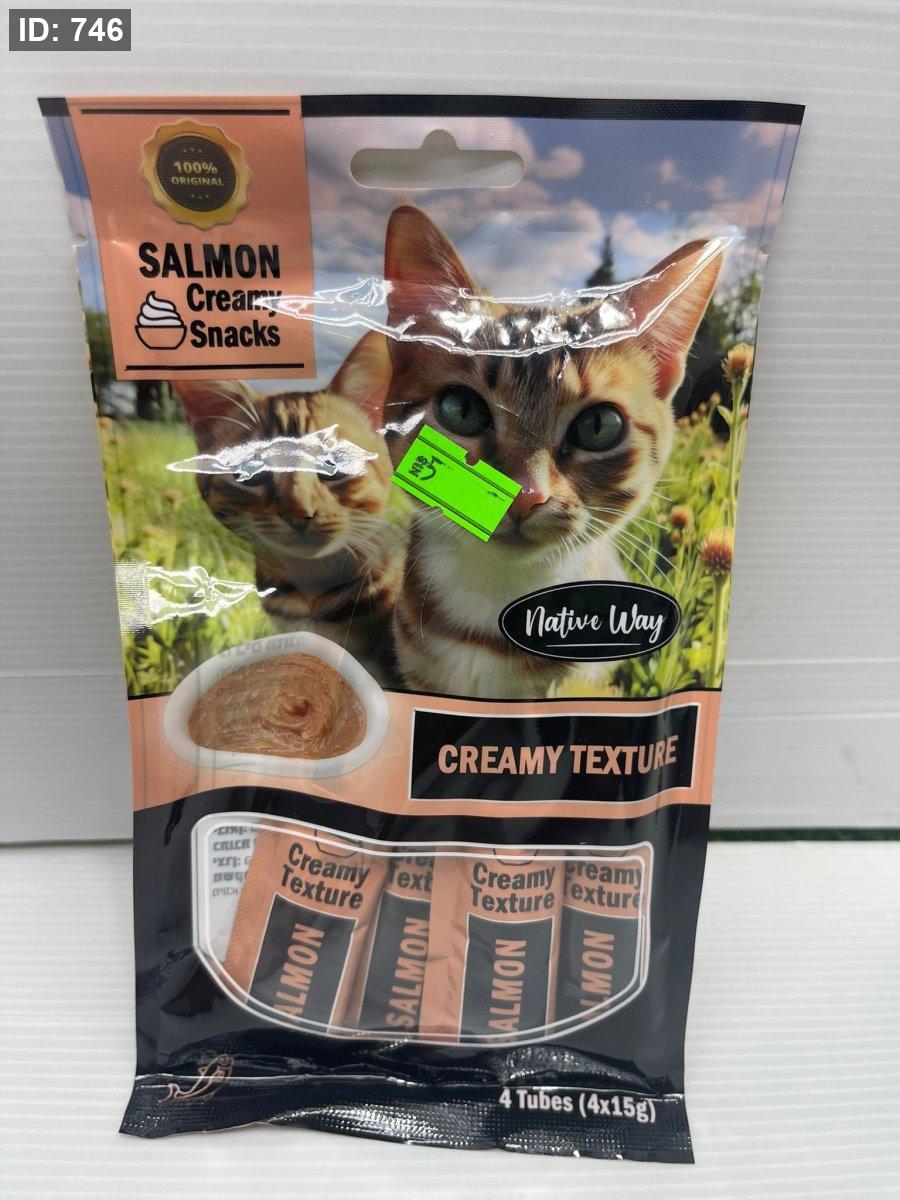 ID: 746
100%
ORIGINAL
SALMON
Creamy
Snacks
5
Native Way
CREAMY TEXTURE
Creamy
Texture
SALMON
SALMON
Creamy
Texture
SALMON
Creamy
Texture
SALMON
4 Tubes (4x15g)